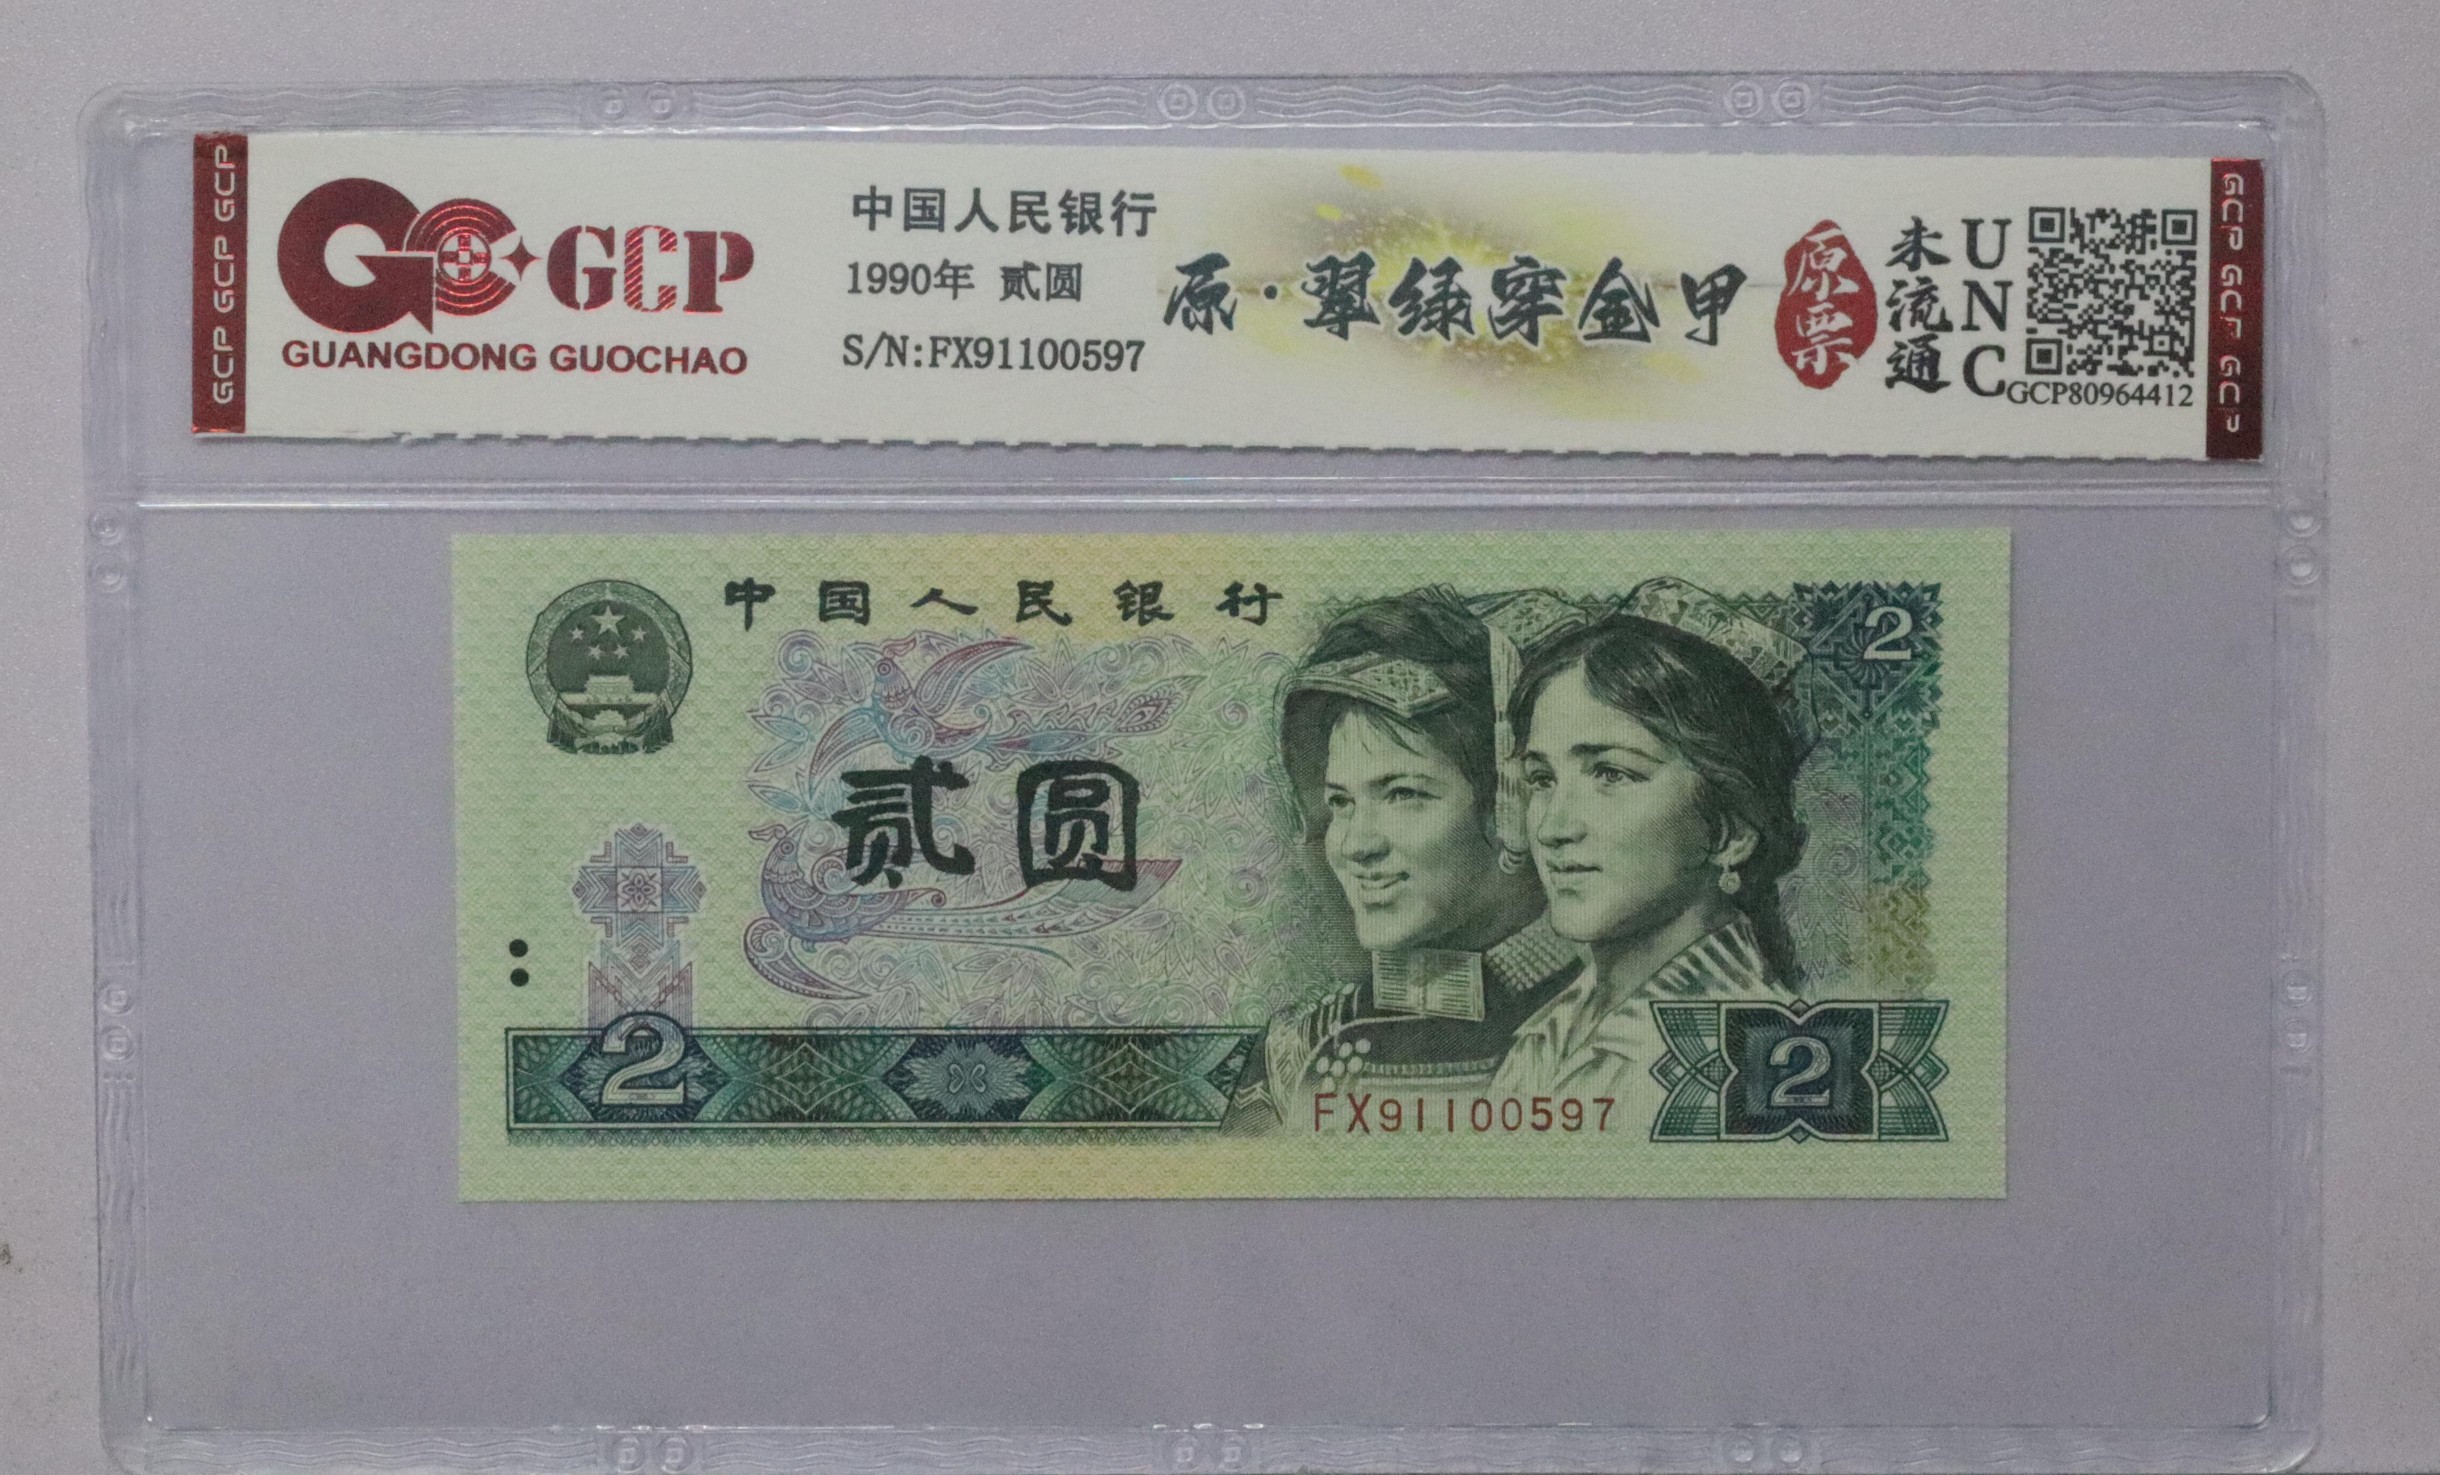 GCP GCP GCP
GCP
GUANGDONG GUOCHAO
中国人民银行
1990年 贰圆
S/N:FX91100597
原·翠绿穿金甲
原票
未流通
UNC
GCP80964412
GCP GCP GCP
中国人民银行
2
贰圆
2
2
FX91100597